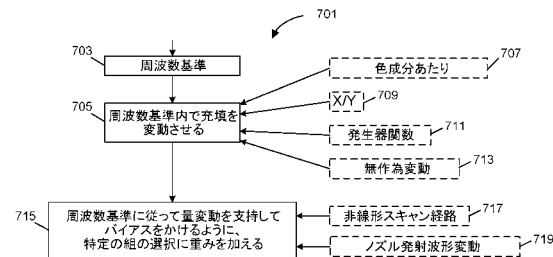 701
703
周波数基準
707
色成分あたり
705
周波数基準内で充填を
変動させる
X/Y
709
発生器関数
711
無作為変動
713
715
周波数基準に従って量変動を支持して
バイアスをかけるように、
特定の組の選択に重みを加える
非線形スキャン経路
717
ノズル発射波形変動
719